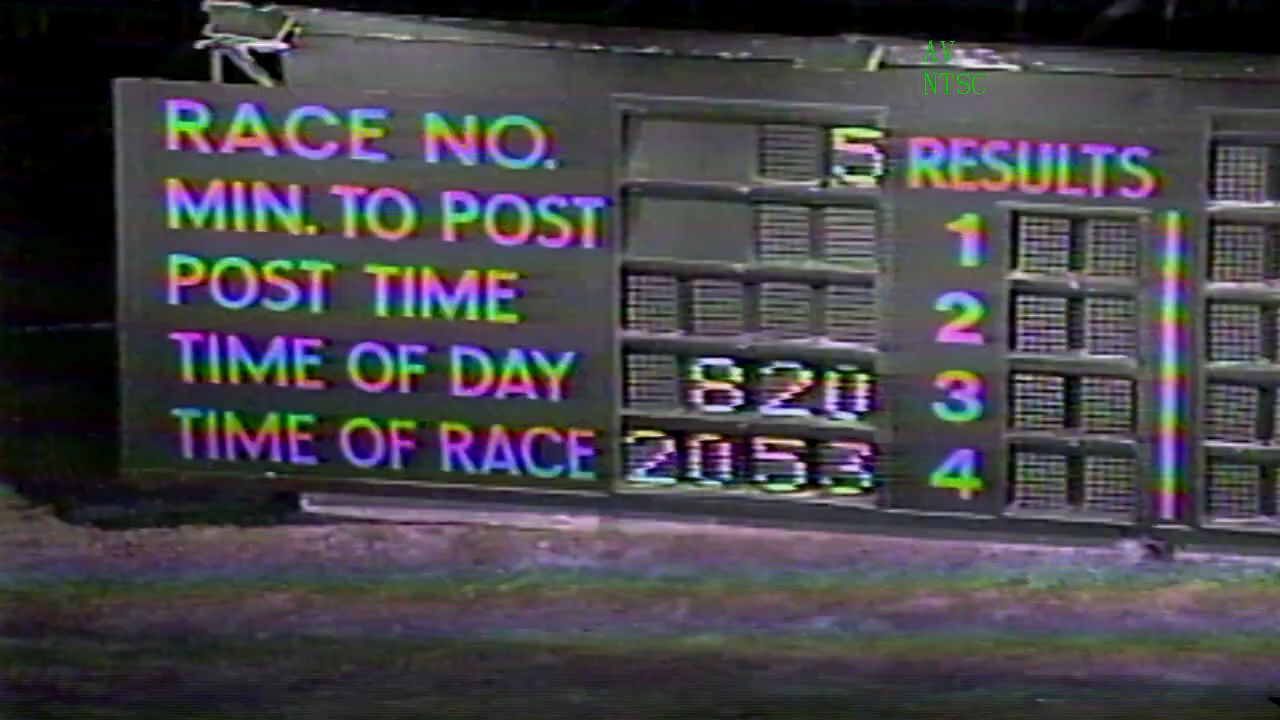 AV
NTSC
RACE NO. 5
MIN. TO POST
POST TIME
TIME OF DAY 820
TIME OF RACE 2053
RESULTS
1
2
3
4